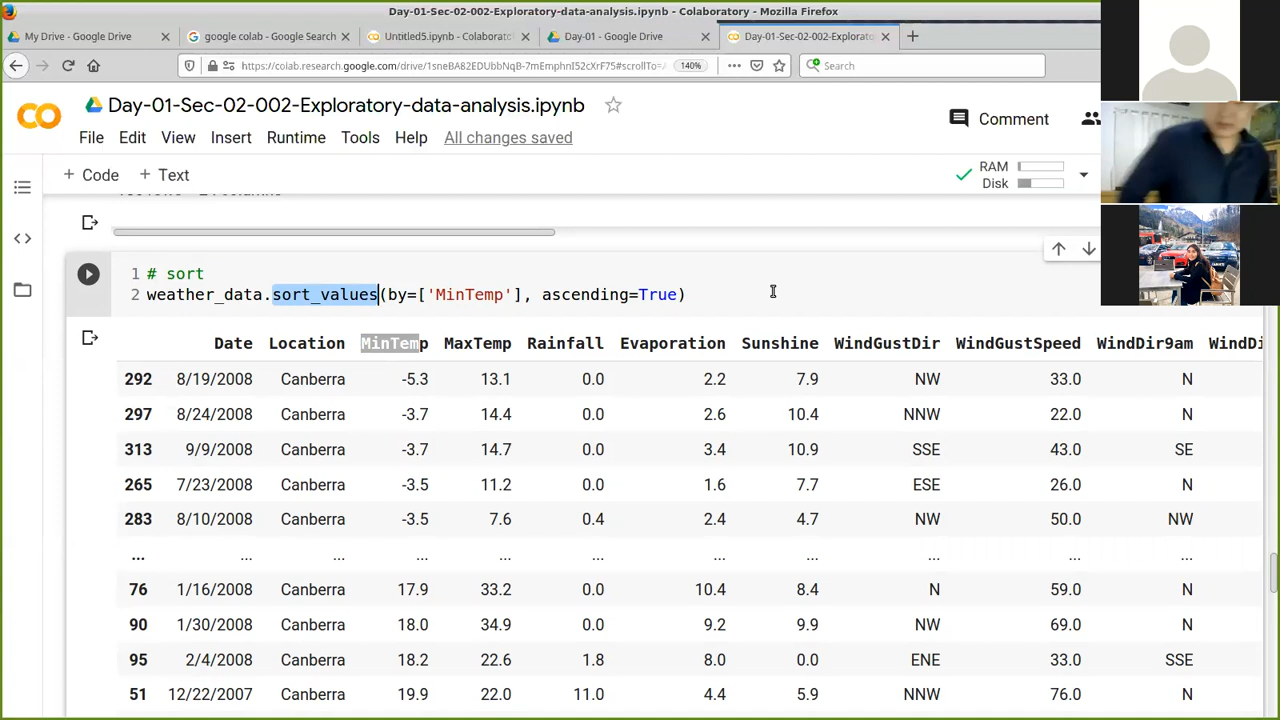 Day-01-Sec-02-002-Exploratory-data-analysis.ipynb - Colaboratory - Mozilla Firefox
My Drive - Google Drive
google colab - Google Search
Untitled5.ipynb - Colaborat
Day-01 - Google Drive
Day-01-Sec-02-002-Explorato
https://colab.research.google.com/drive/1sneBA82EDUbbNqB-7mEmphnI52cXrF75#scrollTo=
140%
Search
Day-01-Sec-02-002-Exploratory-data-analysis.ipynb
Comment
File Edit View Insert Runtime Tools Help All changes saved
+ Code + Text
RAM
Disk
1 # sort
2 weather_data.sort_values(by=['MinTemp'], ascending=True)
Date Location MinTemp MaxTemp Rainfall Evaporation Sunshine WindGustDir WindGustSpeed WindDir9am WindDi
292 8/19/2008 Canberra -5.3 13.1 0.0 2.2 7.9 NW 33.0 N
297 8/24/2008 Canberra -3.7 14.4 0.0 2.6 10.4 NNW 22.0 N
313 9/9/2008 Canberra -3.7 14.7 0.0 3.4 10.9 SSE 43.0 SE
265 7/23/2008 Canberra -3.5 11.2 0.0 1.6 7.7 ESE 26.0 N
283 8/10/2008 Canberra -3.5 7.6 0.4 2.4 4.7 NW 50.0 NW
... ... ... ... ... ... ... ... ... ... ...
76 1/16/2008 Canberra 17.9 33.2 0.0 10.4 8.4 N 59.0 N
90 1/30/2008 Canberra 18.0 34.9 0.0 9.2 9.9 NW 69.0 N
95 2/4/2008 Canberra 18.2 22.6 1.8 8.0 0.0 ENE 33.0 SSE
51 12/22/2007 Canberra 19.9 22.0 11.0 4.4 5.9 NNW 76.0 N